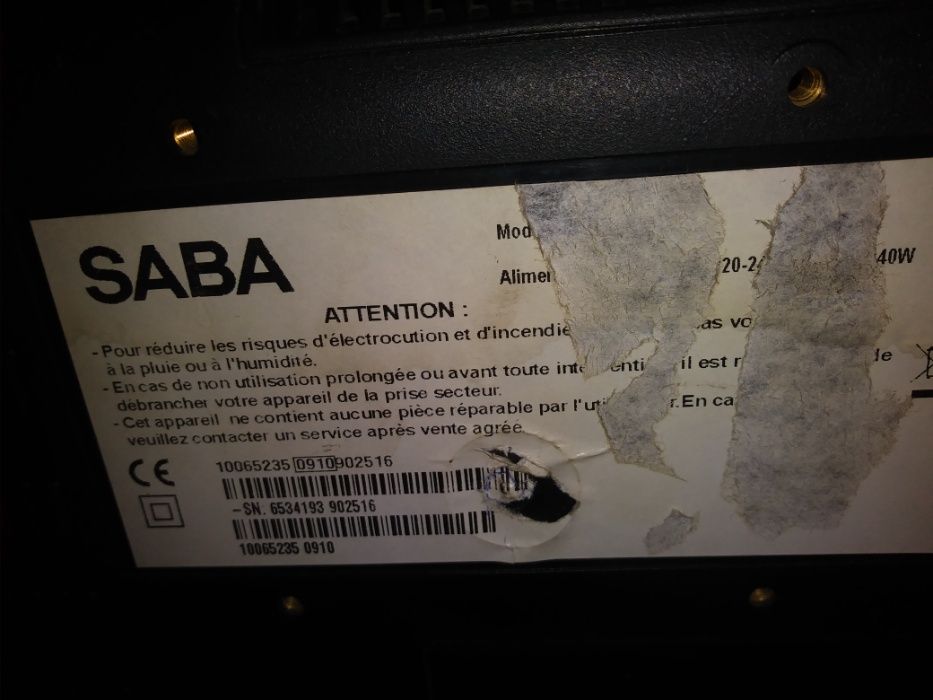 SABA
Mod
Alimen 20-24 40W
ATTENTION :
- Pour réduire les risques d'électrocution et d'incendie as vo
à la pluie ou à l'humidité.
- En cas de non utilisation prolongée ou avant toute inte venti il est r de
débrancher votre appareil de la prise secteur.
- Cet appareil ne contient aucune pièce réparable par l'uti r.En ca
veuillez contacter un service après vente agréé.
CE
10065235 0910 902516
-SN: 6534193 902516
10065235 0910